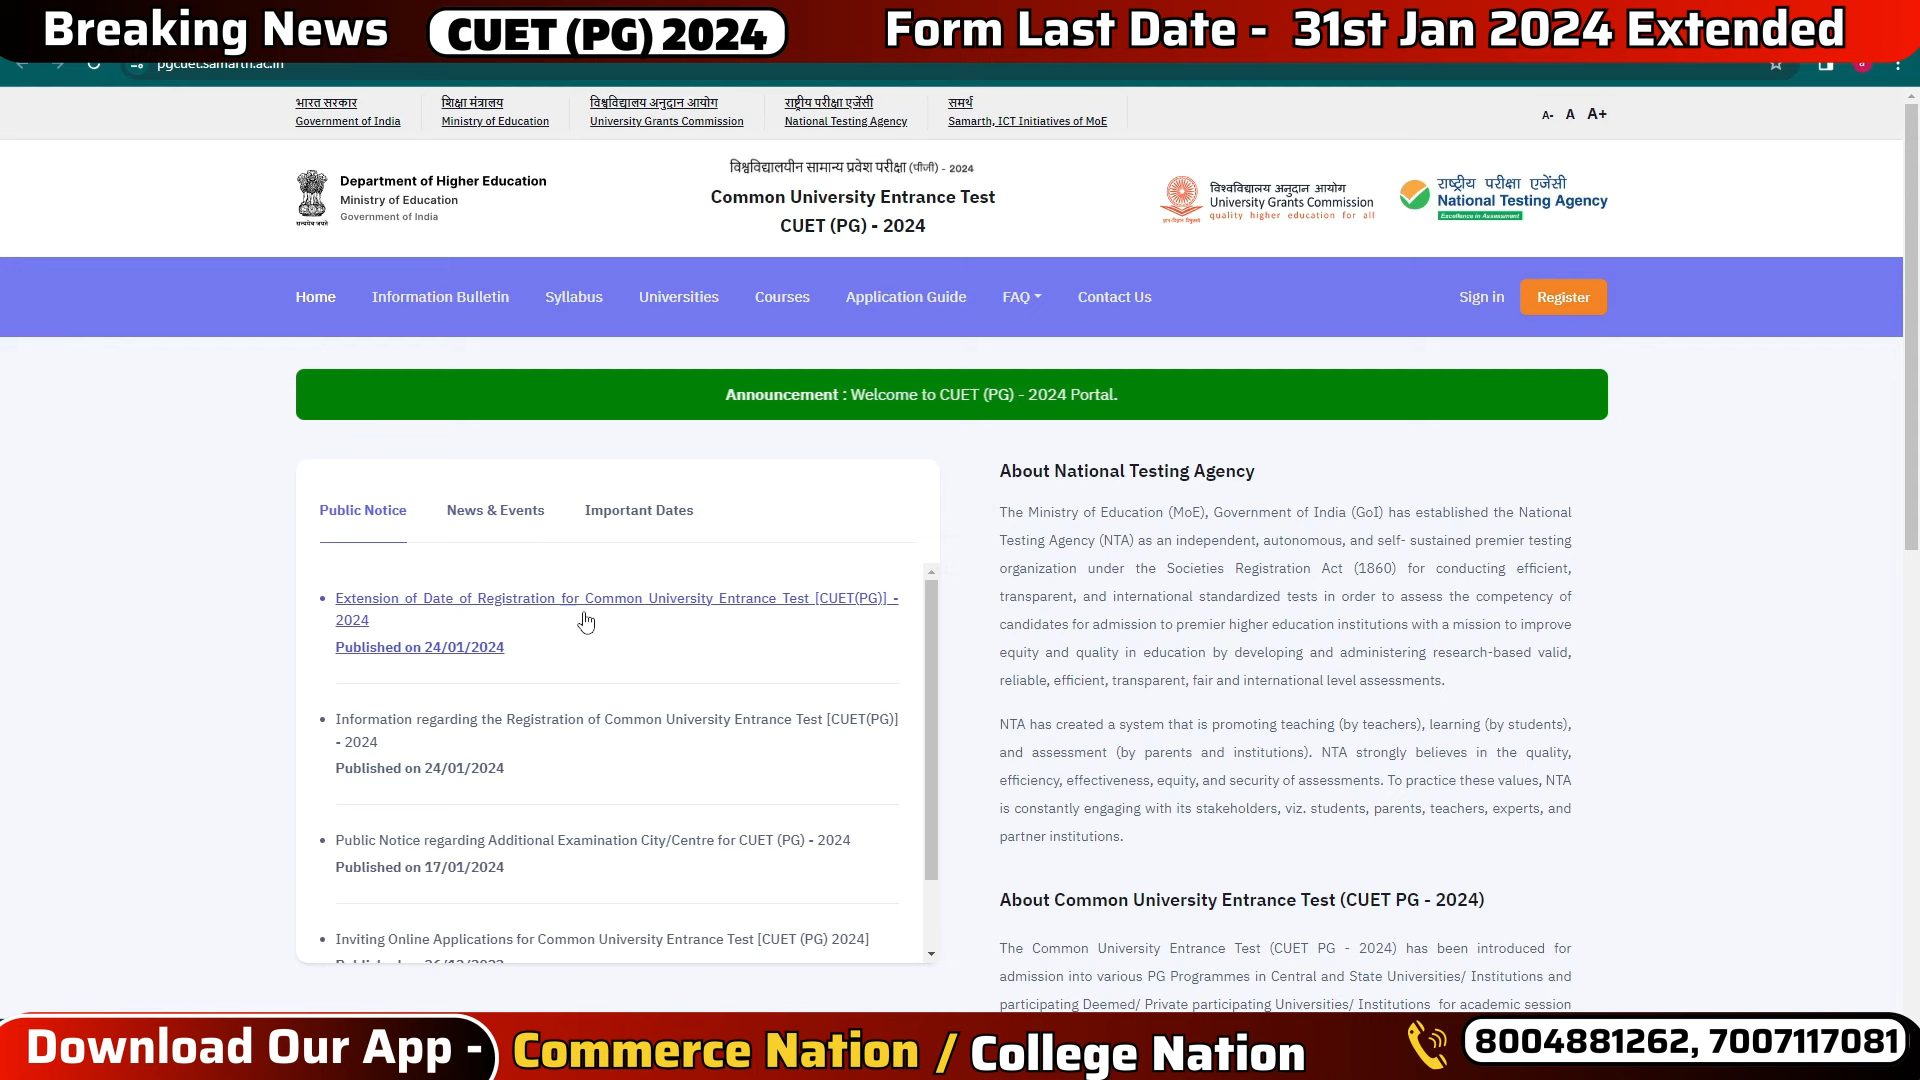 Breaking News
CUET (PG) 2024
Form Last Date - 31st Jan 2024 Extended
pgcuet.samarth.ac.in
भारत सरकार
Government of India
शिक्षा मंत्रालय
Ministry of Education
विश्वविद्यालय अनुदान आयोग
University Grants Commission
राष्ट्रीय परीक्षा एजेंसी
National Testing Agency
समर्थ
Samarth, ICT Initiatives of MoE
A- A A+
सत्यमेव जयते
Department of Higher Education
Ministry of Education
Government of India
विश्वविद्यालयीन सामान्य प्रवेश परीक्षा (पीजी) - 2024
Common University Entrance Test
CUET (PG) - 2024
विश्वविद्यालय अनुदान आयोग
University Grants Commission
quality higher education for all
राष्ट्रीय परीक्षा एजेंसी
National Testing Agency
Excellence in Assessment
Home Information Bulletin Syllabus Universities Courses Application Guide FAQ Contact Us Sign in Register
Announcement : Welcome to CUET (PG) - 2024 Portal.
Public Notice News & Events Important Dates
Extension of Date of Registration for Common University Entrance Test [CUET(PG)] -
2024
Published on 24/01/2024
Information regarding the Registration of Common University Entrance Test [CUET(PG)]
- 2024
Published on 24/01/2024
Public Notice regarding Additional Examination City/Centre for CUET (PG) - 2024
Published on 17/01/2024
Inviting Online Applications for Common University Entrance Test [CUET (PG) 2024]
About National Testing Agency
The Ministry of Education (MoE), Government of India (GoI) has established the National
Testing Agency (NTA) as an independent, autonomous, and self- sustained premier testing
organization under the Societies Registration Act (1860) for conducting efficient,
transparent, and international standardized tests in order to assess the competency of
candidates for admission to premier higher education institutions with a mission to improve
equity and quality in education by developing and administering research-based valid,
reliable, efficient, transparent, fair and international level assessments.
NTA has created a system that is promoting teaching (by teachers), learning (by students),
and assessment (by parents and institutions). NTA strongly believes in the quality,
efficiency, effectiveness, equity, and security of assessments. To practice these values, NTA
is constantly engaging with its stakeholders, viz. students, parents, teachers, experts, and
partner institutions.
About Common University Entrance Test (CUET PG - 2024)
The Common University Entrance Test (CUET PG - 2024) has been introduced for
admission into various PG Programmes in Central and State Universities/ Institutions and
participating Deemed/ Private participating Universities/ Institutions for academic session
Download Our App -
Commerce Nation / College Nation
8004881262, 7007117081